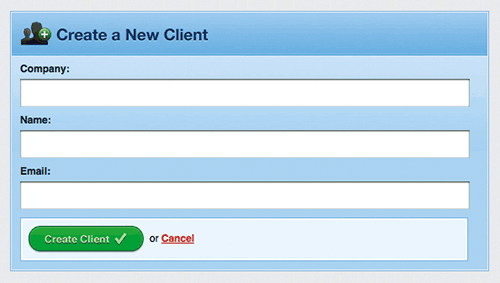 Create a New Client
Company:
Name:
Email:
Create Client ✓ or Cancel